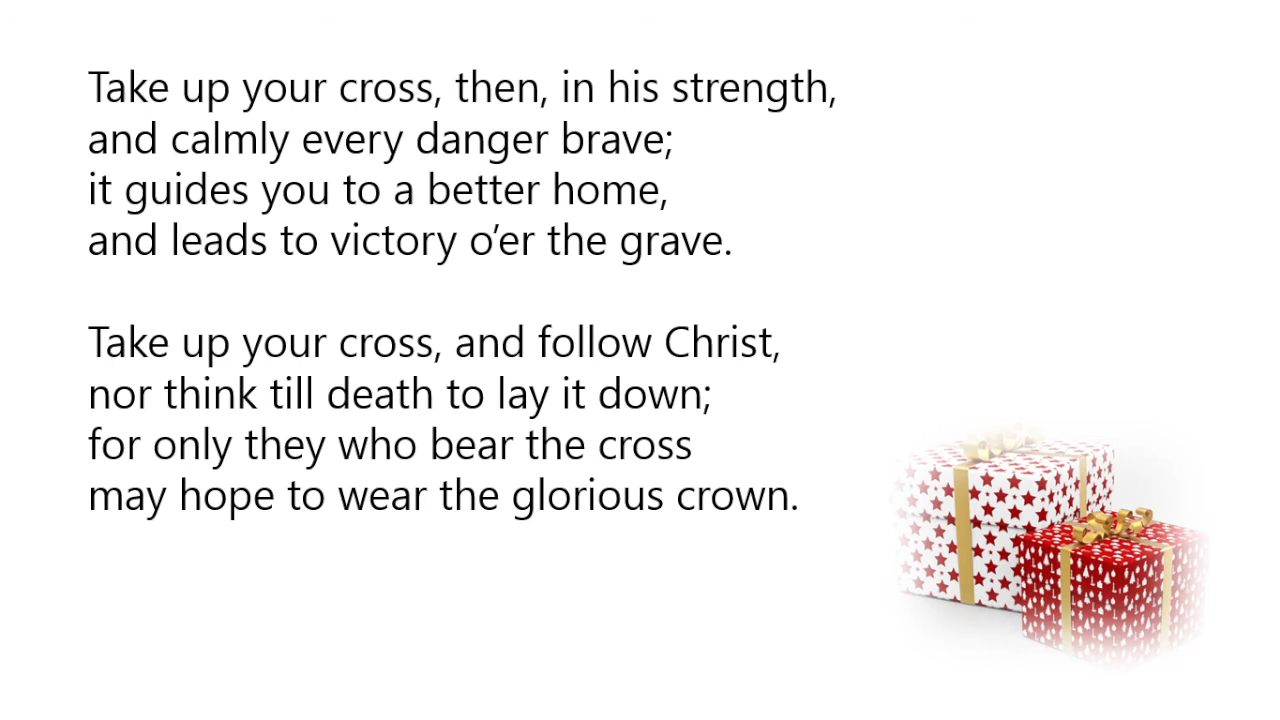 Take up your cross, then, in his strength,
and calmly every danger brave;
it guides you to a better home,
and leads to victory o’er the grave.

Take up your cross, and follow Christ,
nor think till death to lay it down;
for only they who bear the cross
may hope to wear the glorious crown.